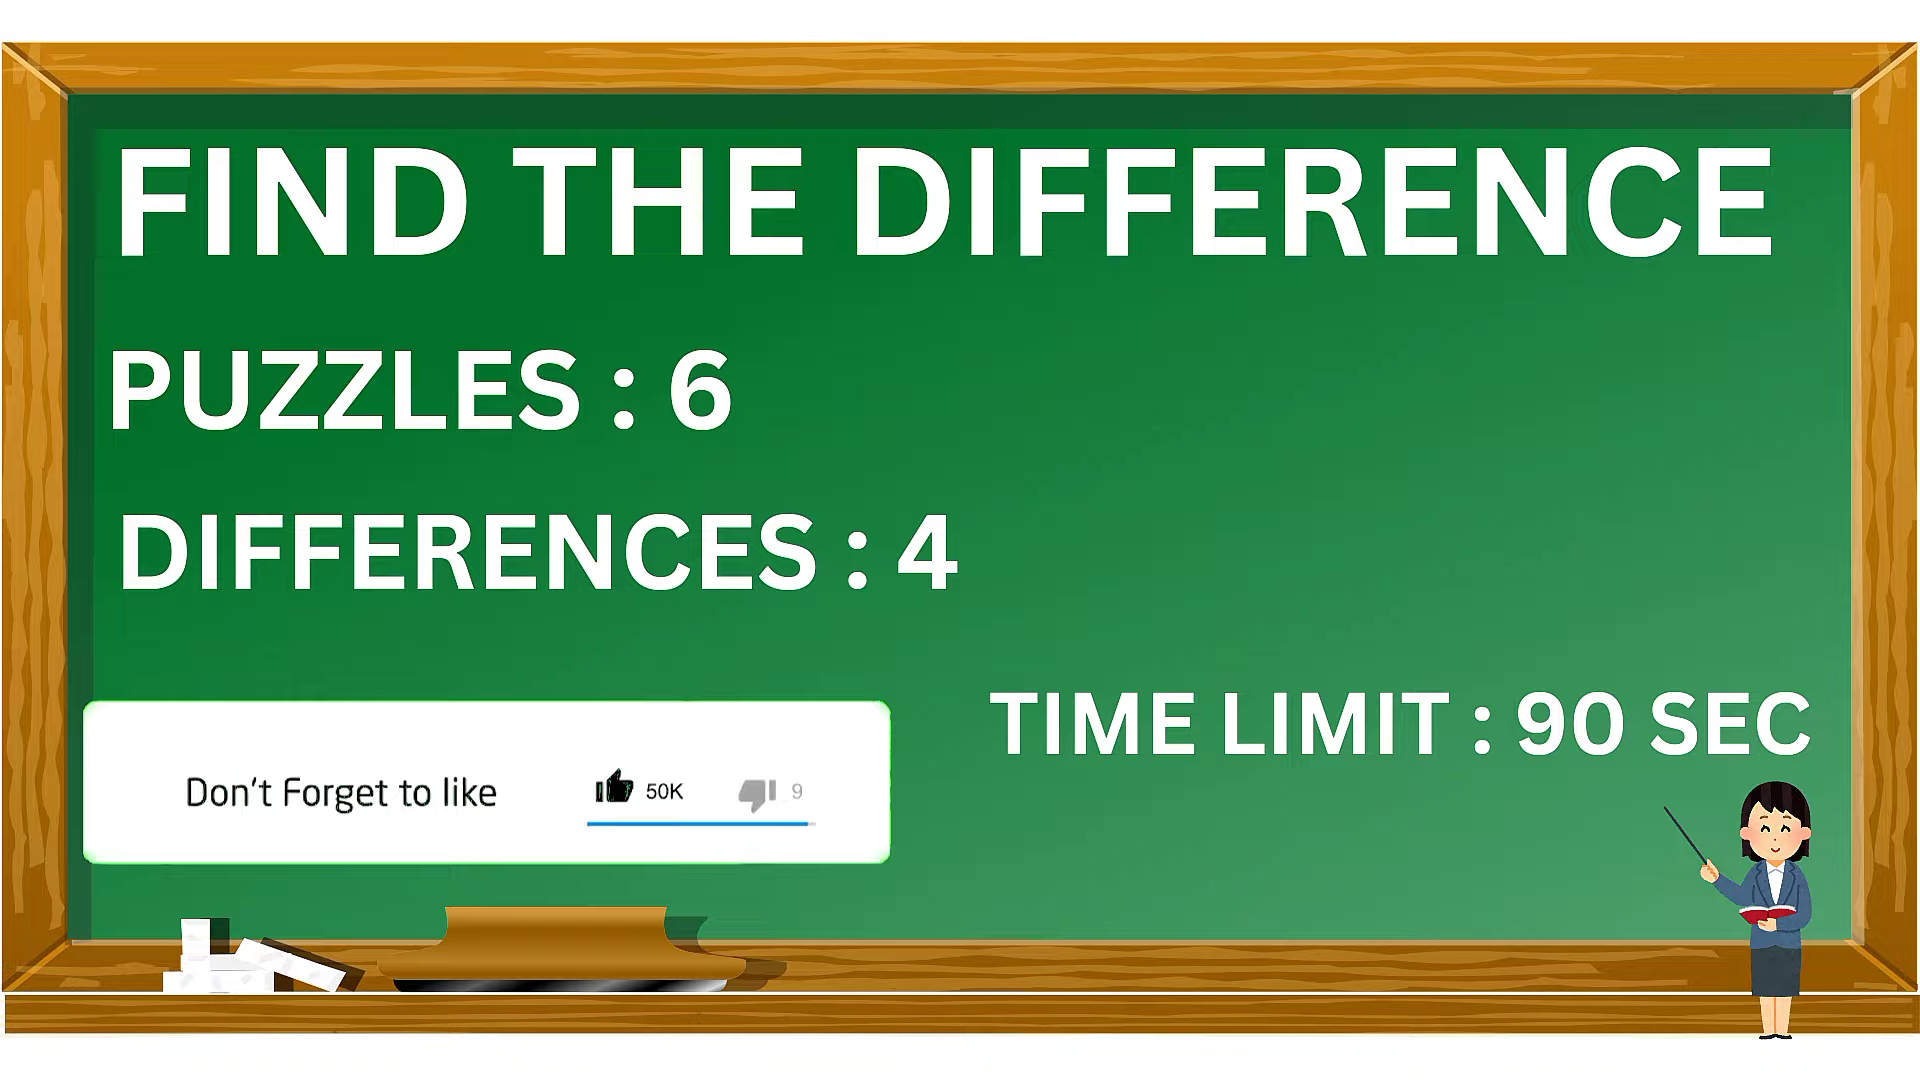 FIND THE DIFFERENCE
PUZZLES : 6
DIFFERENCES : 4
TIME LIMIT : 90 SEC
Don't Forget to like 50K 9